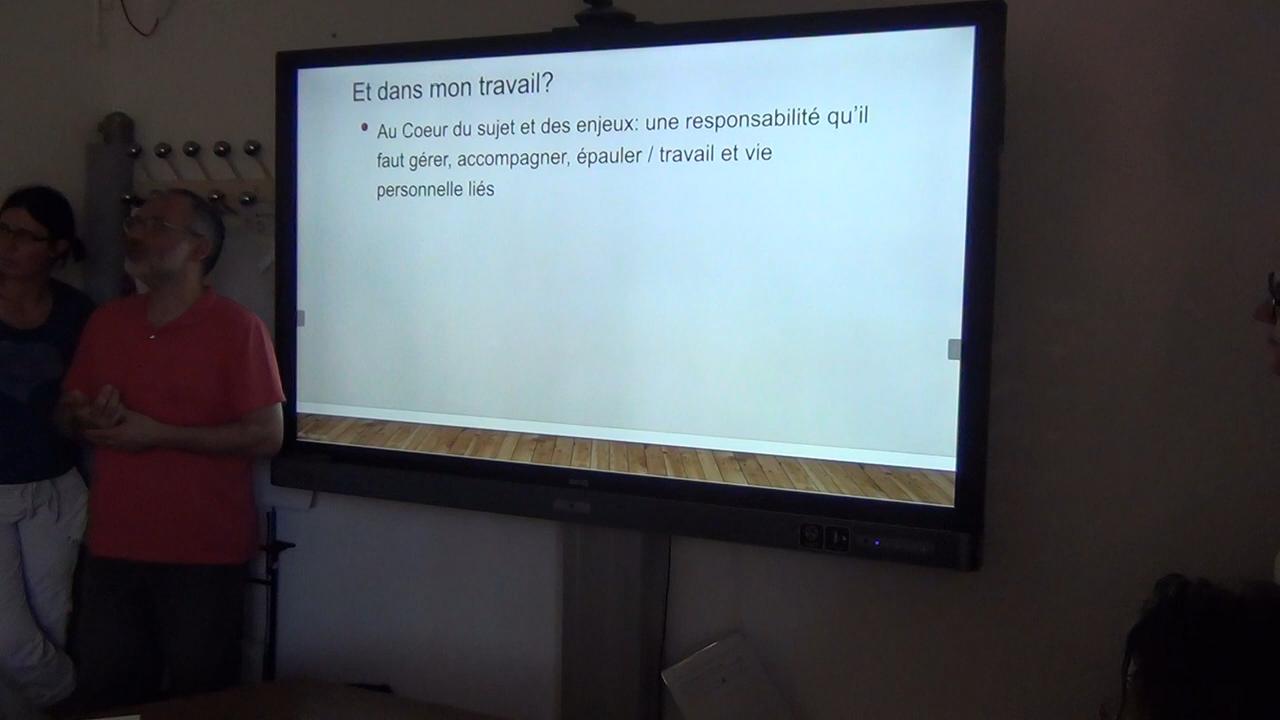 Et dans mon travail?
• Au Coeur du sujet et des enjeux: une responsabilité qu'il
faut gérer, accompagner, épauler / travail et vie
personnelle liés